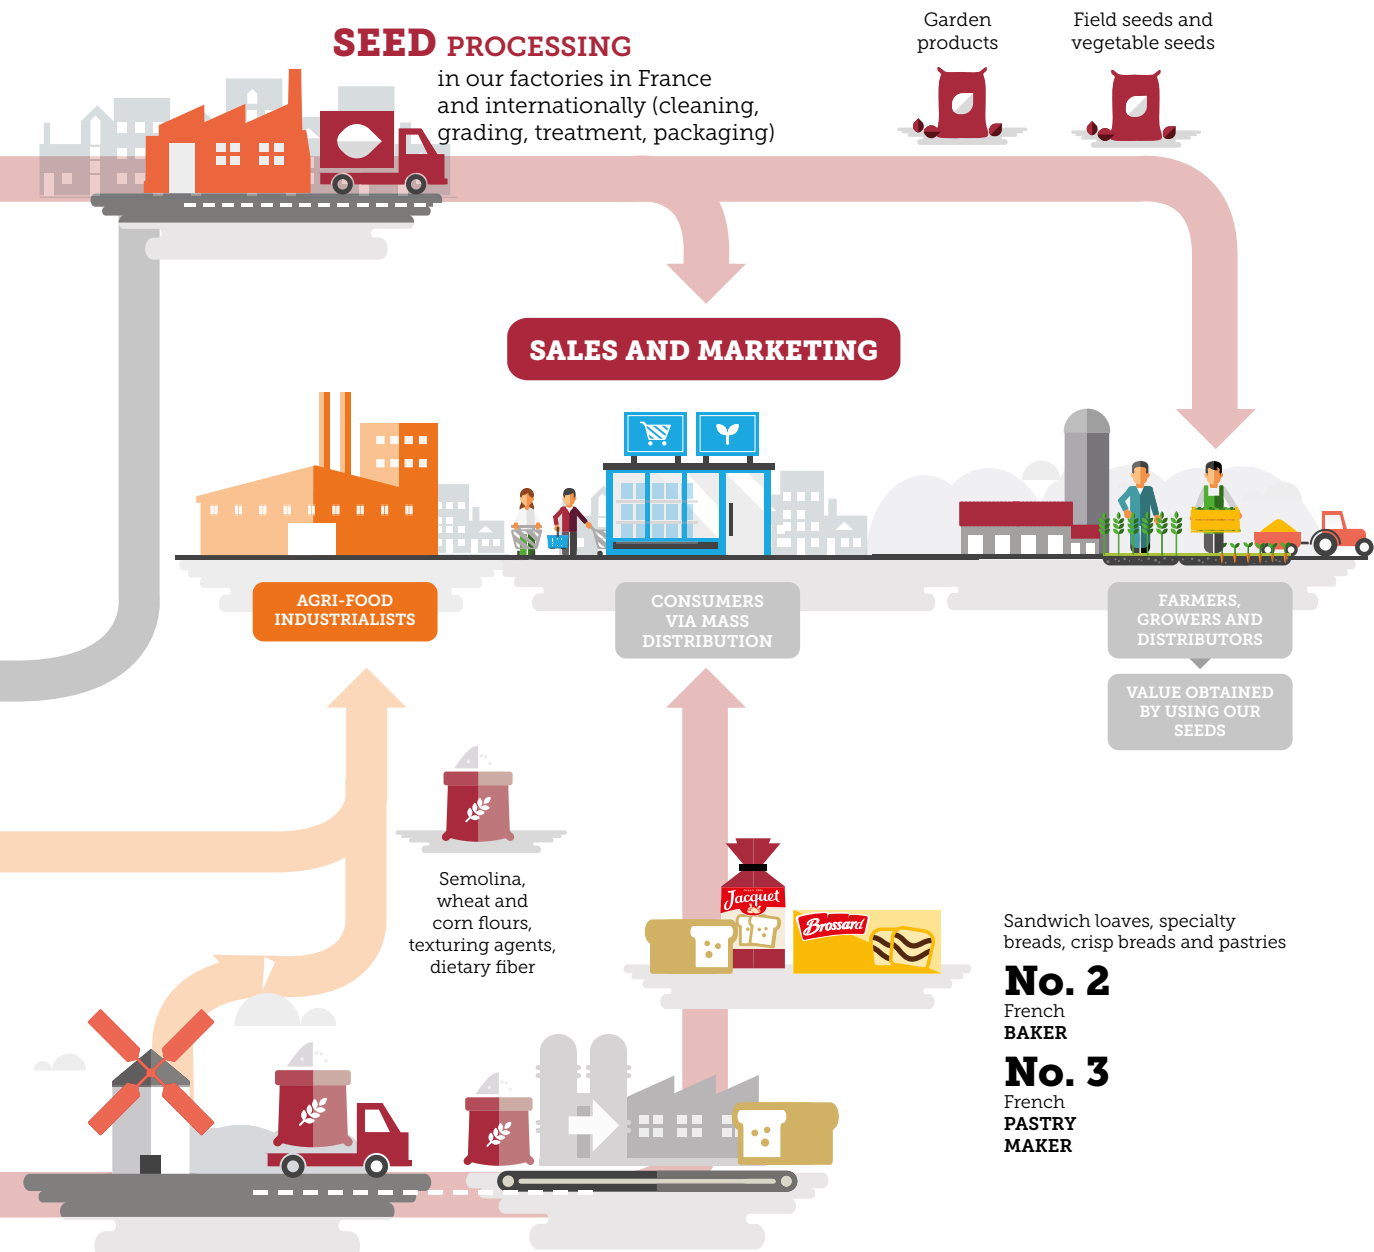 SEED PROCESSING
in our factories in France
and internationally (cleaning,
grading, treatment, packaging)
Garden
products
Field seeds and
vegetable seeds
SALES AND MARKETING
AGRI-FOOD
INDUSTRIALISTS
CONSUMERS
VIA MASS
DISTRIBUTION
FARMERS,
GROWERS AND
DISTRIBUTORS
VALUE OBTAINED
BY USING OUR
SEEDS
Semolina,
wheat and
corn flours,
texturing agents,
dietary fiber
Jacquet
Brossard
Sandwich loaves, specialty
breads, crisp breads and pastries
No. 2
French
BAKER
No. 3
French
PASTRY
MAKER